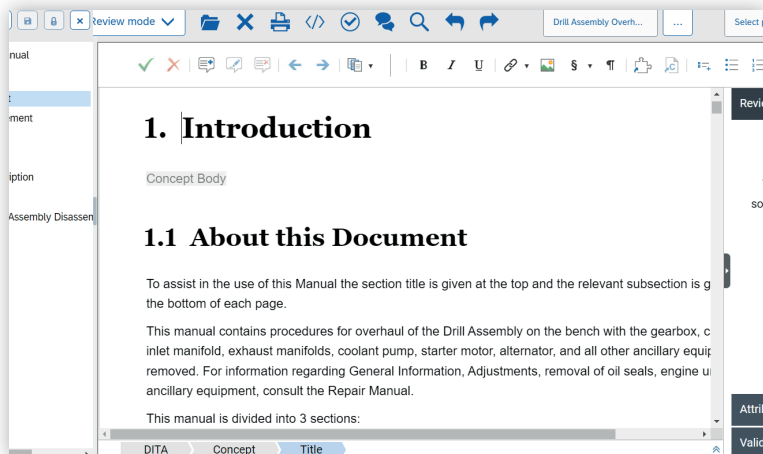 Review mode
Drill Assembly Overh...
...
Select
nual
B I U § ¶
ement
Revi
1. Introduction
Concept Body
iption
so
Assembly Disassem
1.1 About this Document
To assist in the use of this Manual the section title is given at the top and the relevant subsection is g
the bottom of each page.
This manual contains procedures for overhaul of the Drill Assembly on the bench with the gearbox, c
inlet manifold, exhaust manifolds, coolant pump, starter motor, alternator, and all other ancillary equip
removed. For information regarding General Information, Adjustments, removal of oil seals, engine u
ancillary equipment, consult the Repair Manual.
This manual is divided into 3 sections:
Attri
DITA Concept Title
Valid